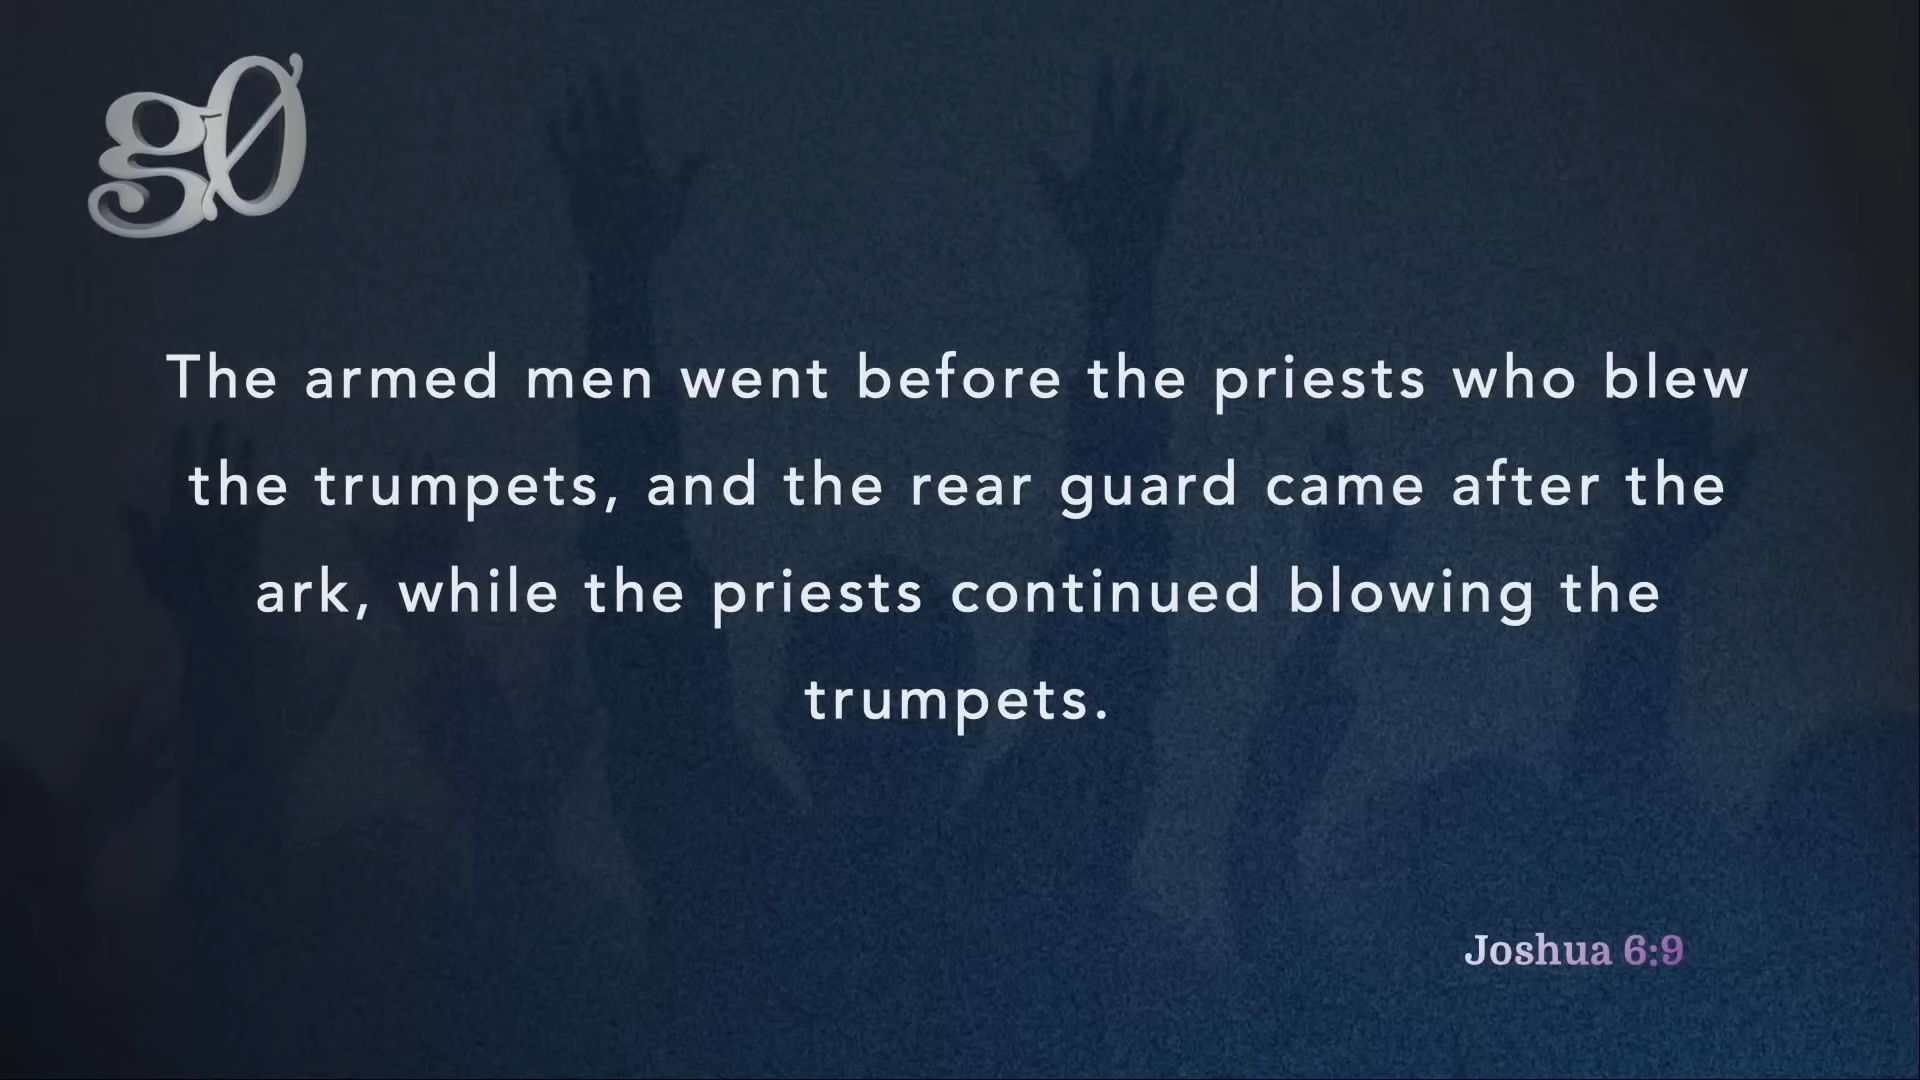 gø
The armed men went before the priests who blew
the trumpets, and the rear guard came after the
ark, while the priests continued blowing the
trumpets.
Joshua 6:9